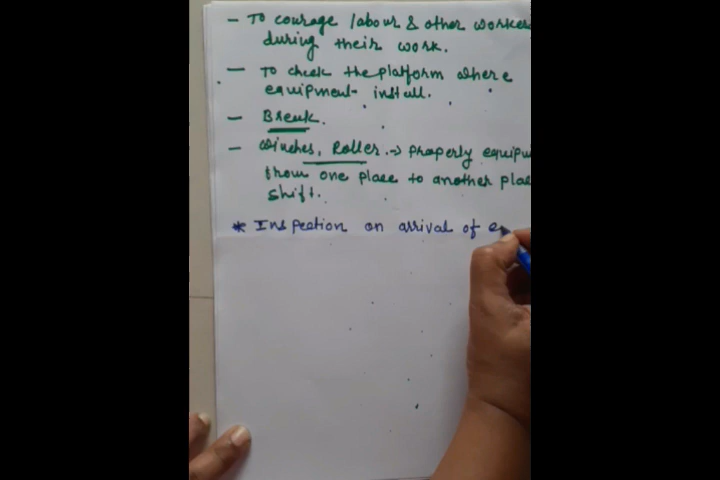 - To courage labour & other workers
during their work.
- To cheek the platform where
equipment install.
- Break.
- Winches, Roller. -> Properly equipm
from one place to another place
shift.
* Inspection on arrival of e